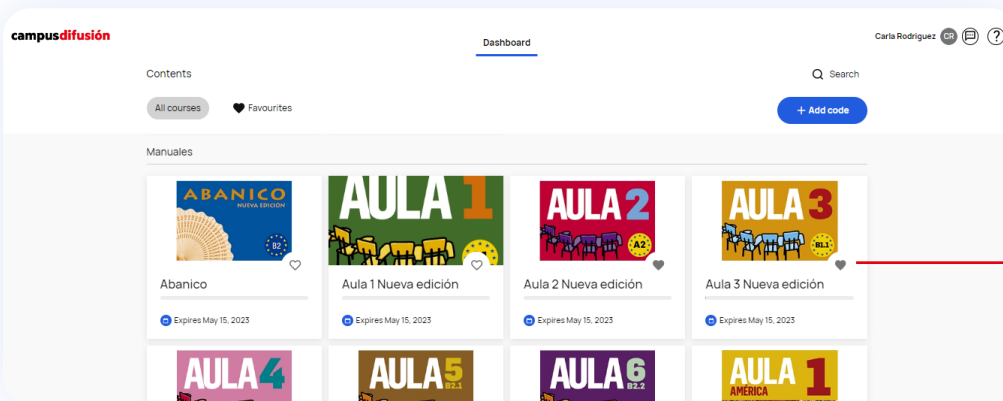 campusdifusión
Dashboard
Carla Rodriguez CR
?
Contents
Search
All courses
Favourites
+ Add code
Manuales
ABANICO
NUEVA EDICIÓN
B2
AULA 1
AULA 2
A2
AULA 3
B1.1
Abanico
Aula 1 Nueva edición
Aula 2 Nueva edición
Aula 3 Nueva edición
Expires May 15, 2023
Expires May 15, 2023
Expires May 15, 2023
Expires May 15, 2023
AULA 4
AULA 5
B2.1
AULA 6
B2.2
AULA 1
AMÉRICA